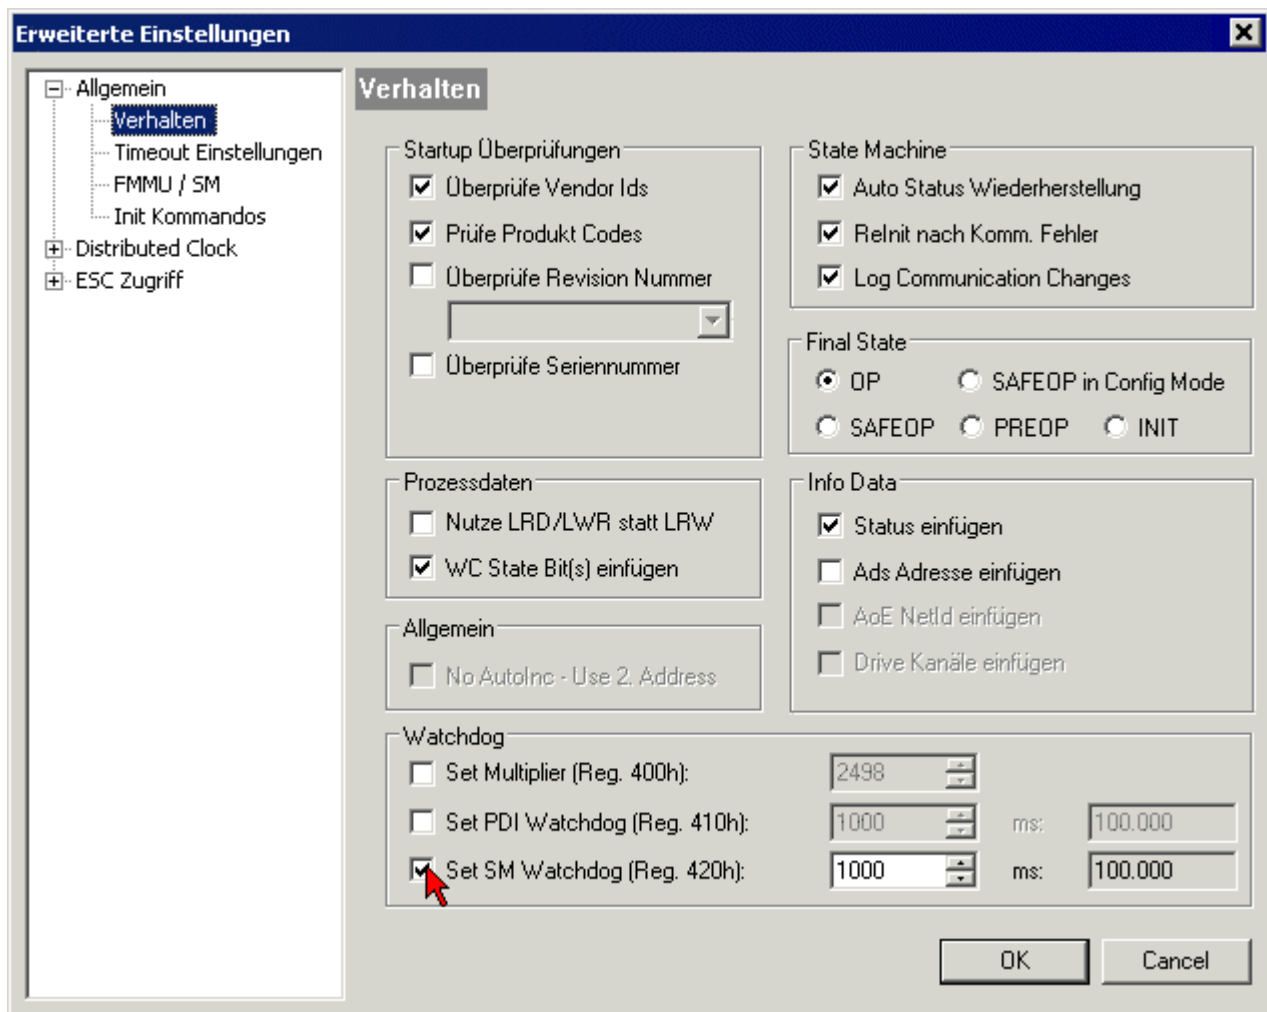 Erweiterte Einstellungen
Allgemein
Verhalten
Timeout Einstellungen
FMMU / SM
Init Kommandos
Distributed Clock
ESC Zugriff
Verhalten
Startup Überprüfungen
Überprüfe Vendor Ids
Prüfe Produkt Codes
Überprüfe Revision Nummer
Überprüfe Seriennummer
State Machine
Auto Status Wiederherstellung
ReInit nach Komm. Fehler
Log Communication Changes
Final State
OP SAFEOP in Config Mode
SAFEOP PREOP INIT
Prozessdaten
Nutze LRD/LWR statt LRW
WC State Bit(s) einfügen
Info Data
Status einfügen
Ads Adresse einfügen
AoE NetId einfügen
Drive Kanäle einfügen
Allgemein
No AutoInc - Use 2. Address
Watchdog
Set Multiplier (Reg. 400h): 2498
Set PDI Watchdog (Reg. 410h): 1000 ms: 100.000
Set SM Watchdog (Reg. 420h): 1000 ms: 100.000
OK Cancel